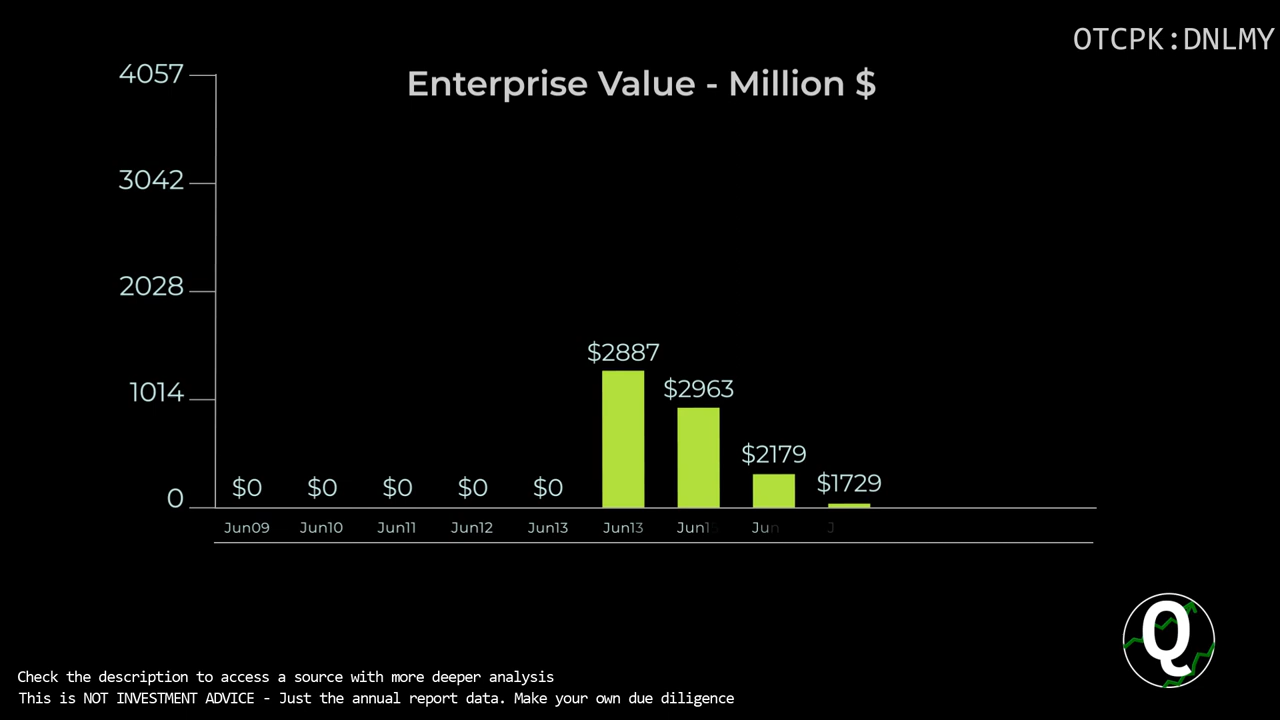 OTCPK:DNLMY
Enterprise Value - Million $
4057
3042
2028
1014
0
$0 $0 $0 $0 $0 $2887 $2963 $2179 $1729
Jun09 Jun10 Jun11 Jun12 Jun13 Jun13 Jun1 Jun J
Q
Check the description to access a source with more deeper analysis
This is NOT INVESTMENT ADVICE - Just the annual report data. Make your own due diligence